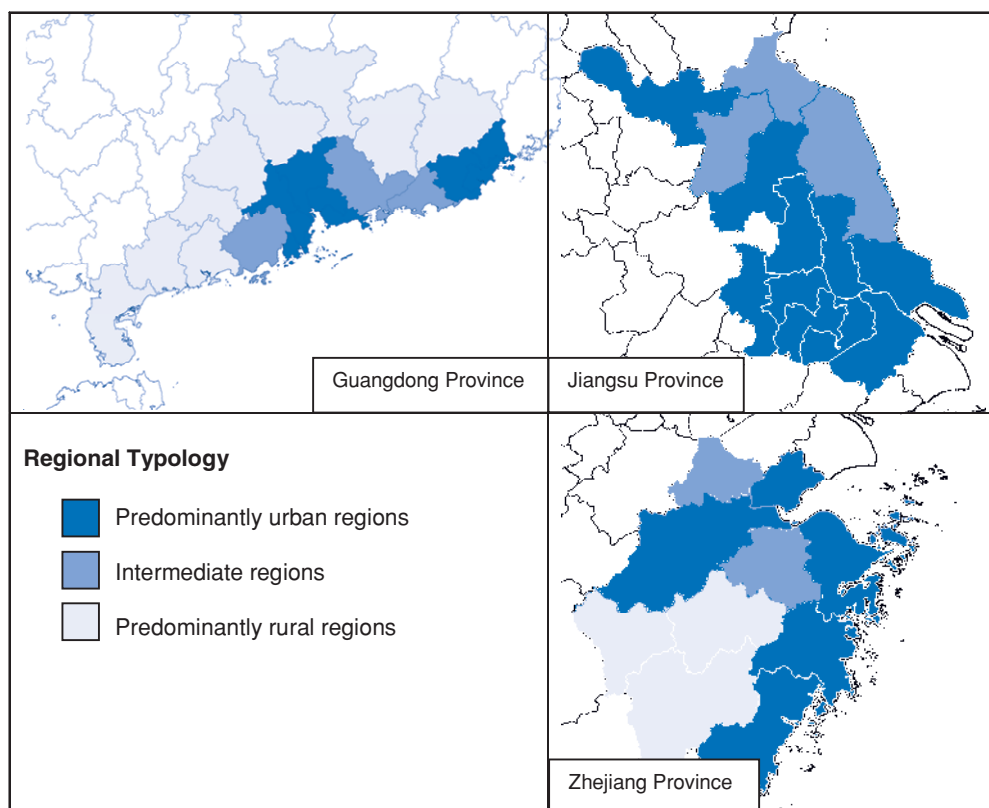 Guangdong Province
Jiangsu Province
Regional Typology
Predominantly urban regions
Intermediate regions
Predominantly rural regions
Zhejiang Province